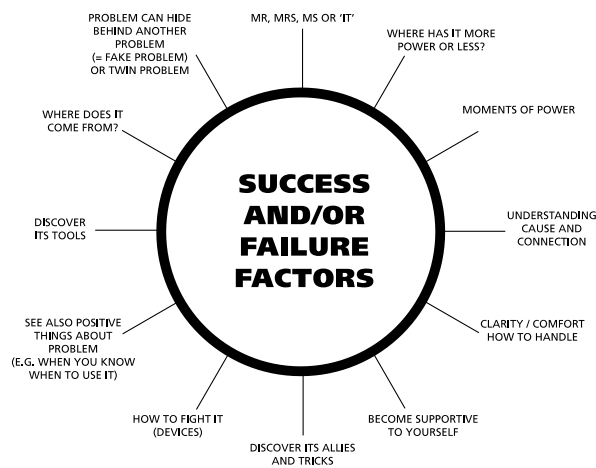 MR, MRS, MS OR ‘IT’
WHERE HAS IT MORE
POWER OR LESS?
MOMENTS OF POWER
UNDERSTANDING
CAUSE AND
CONNECTION
CLARITY / COMFORT
HOW TO HANDLE
BECOME SUPPORTIVE
TO YOURSELF
DISCOVER ITS ALLIES
AND TRICKS
HOW TO FIGHT IT
(DEVICES)
SEE ALSO POSITIVE
THINGS ABOUT
PROBLEM
(E.G. WHEN YOU KNOW
WHEN TO USE IT)
DISCOVER
ITS TOOLS
WHERE DOES IT
COME FROM?
PROBLEM CAN HIDE
BEHIND ANOTHER
PROBLEM
(= FAKE PROBLEM)
OR TWIN PROBLEM
SUCCESS
AND/OR
FAILURE
FACTORS